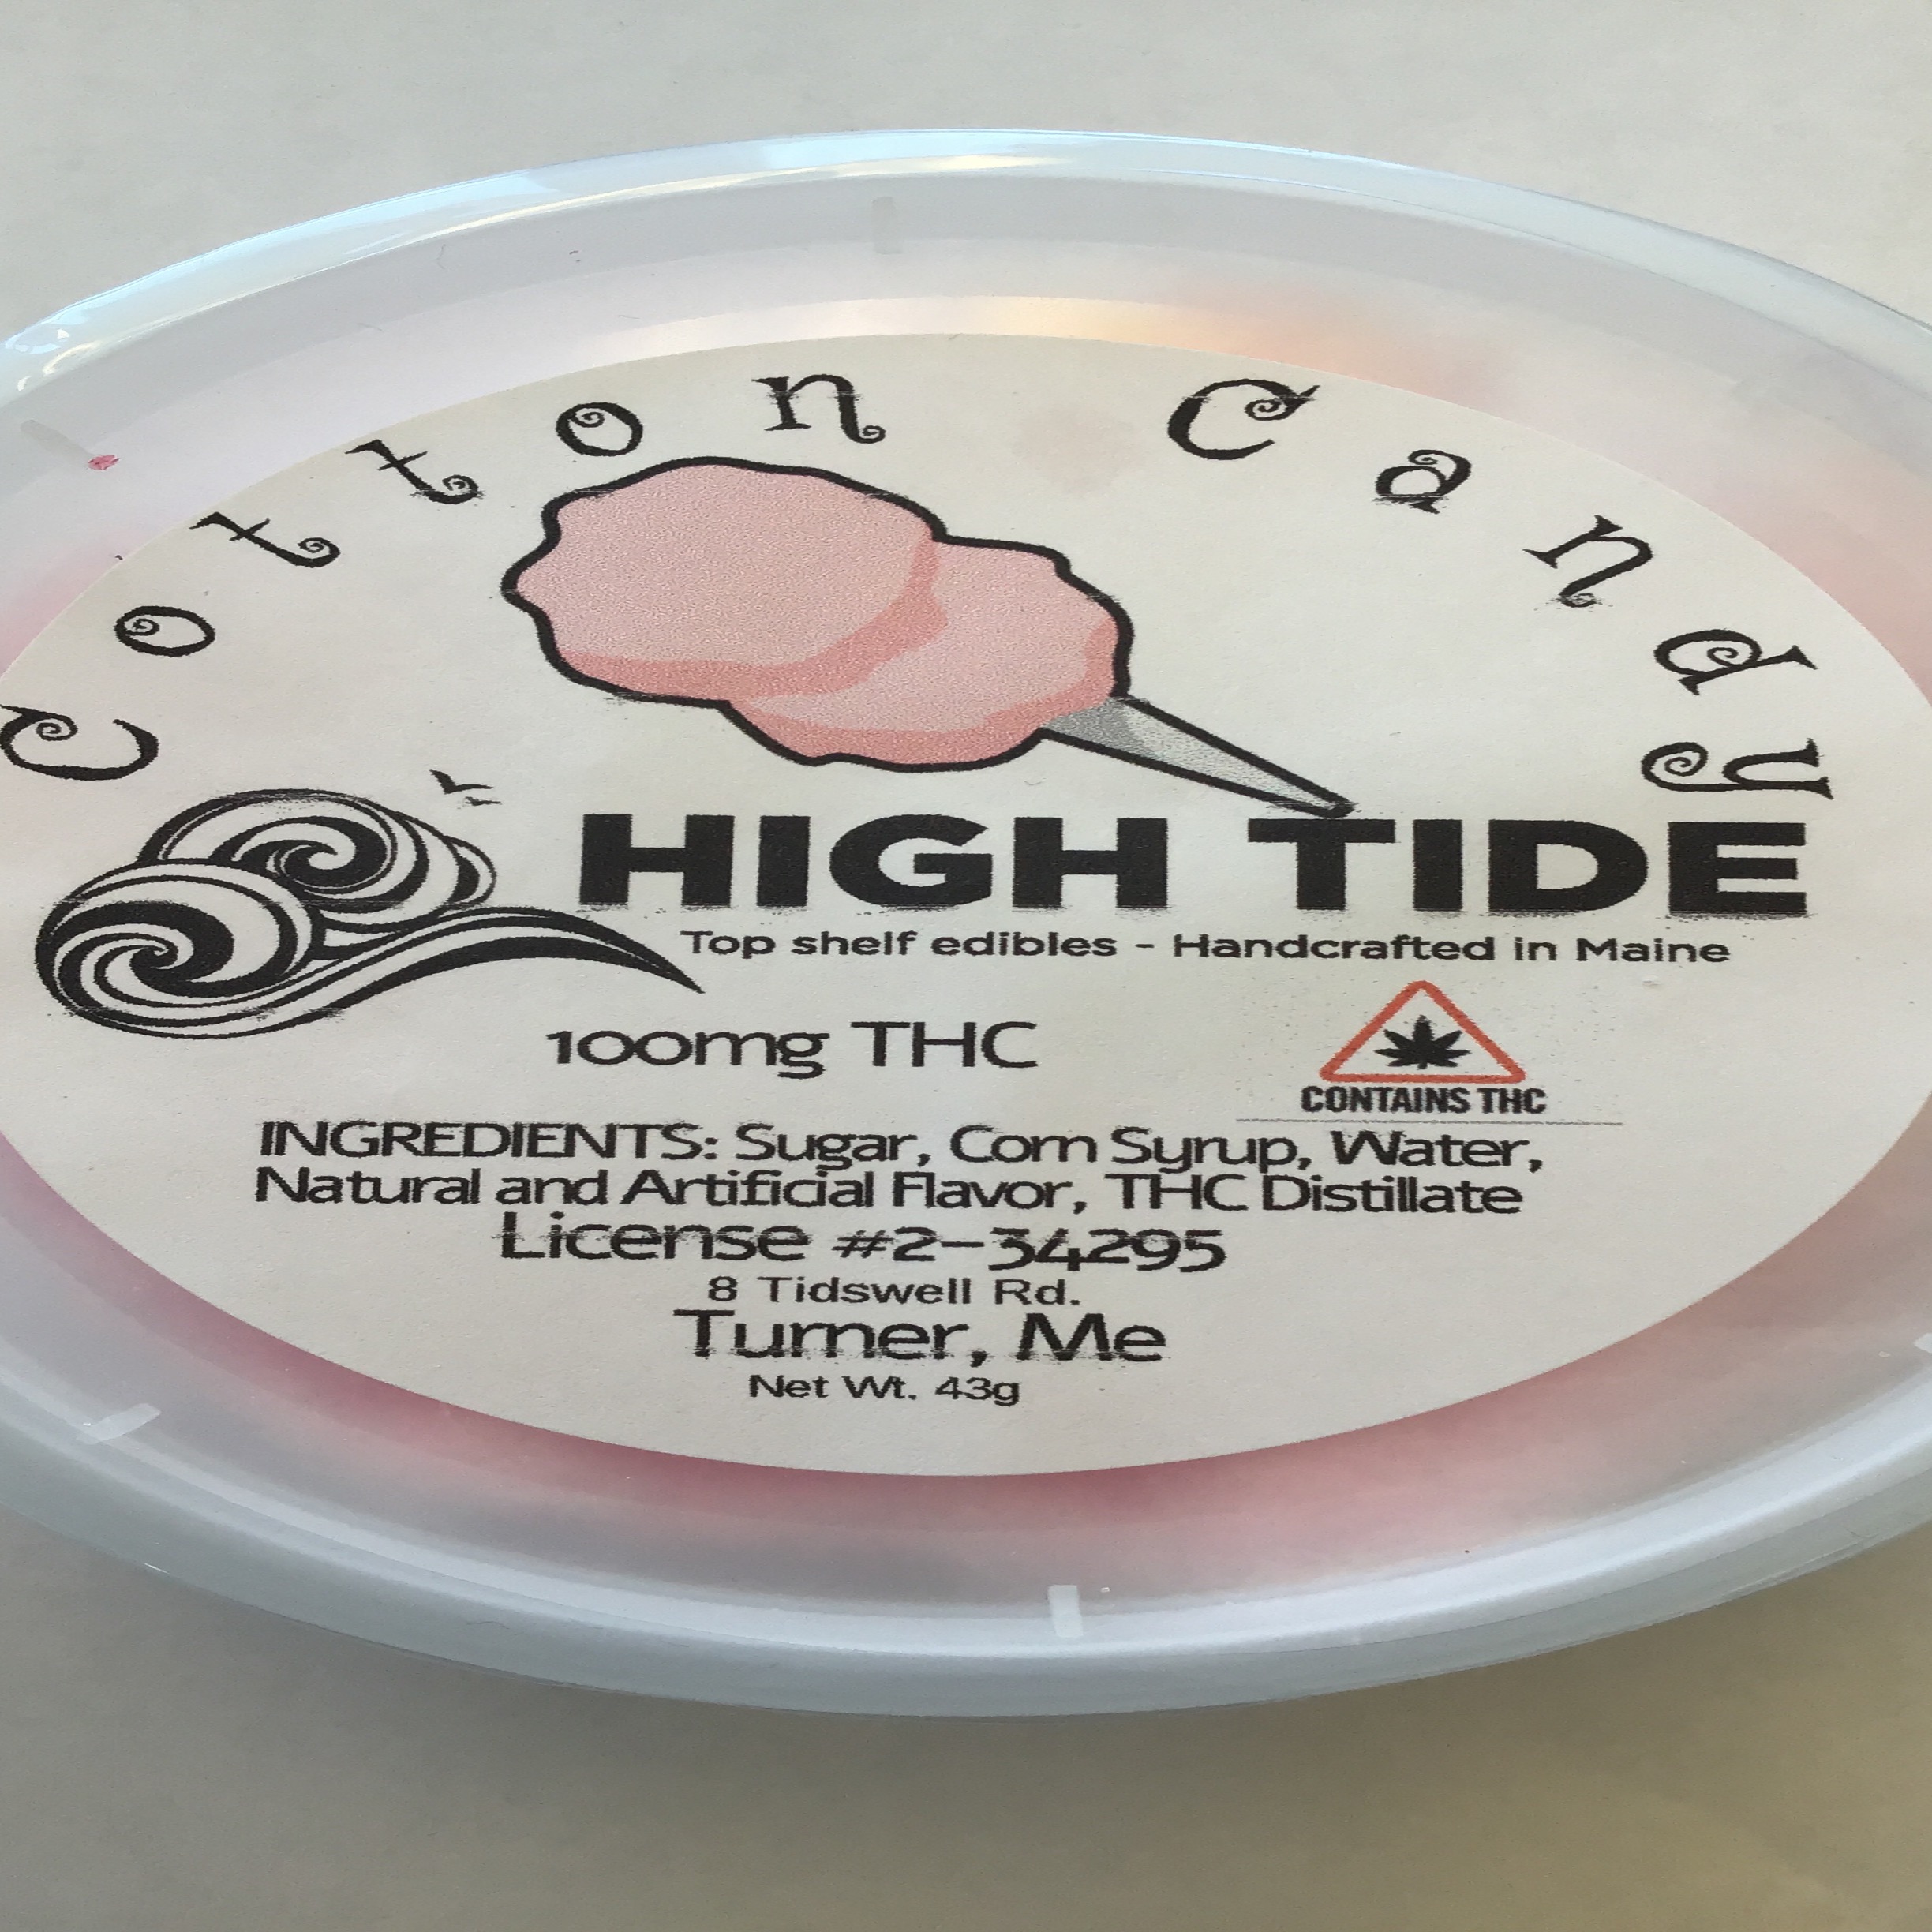 Cotton Candy
HIGH TIDE
Top shelf edibles - Handcrafted in Maine
100mg THC
CONTAINS THC
INGREDIENTS: Sugar, Corn Syrup, Water,
Natural and Artificial Flavor, THC Distillate
License #2-34295
8 Tidswell Rd.
Turner, Me
Net Wt. 43g